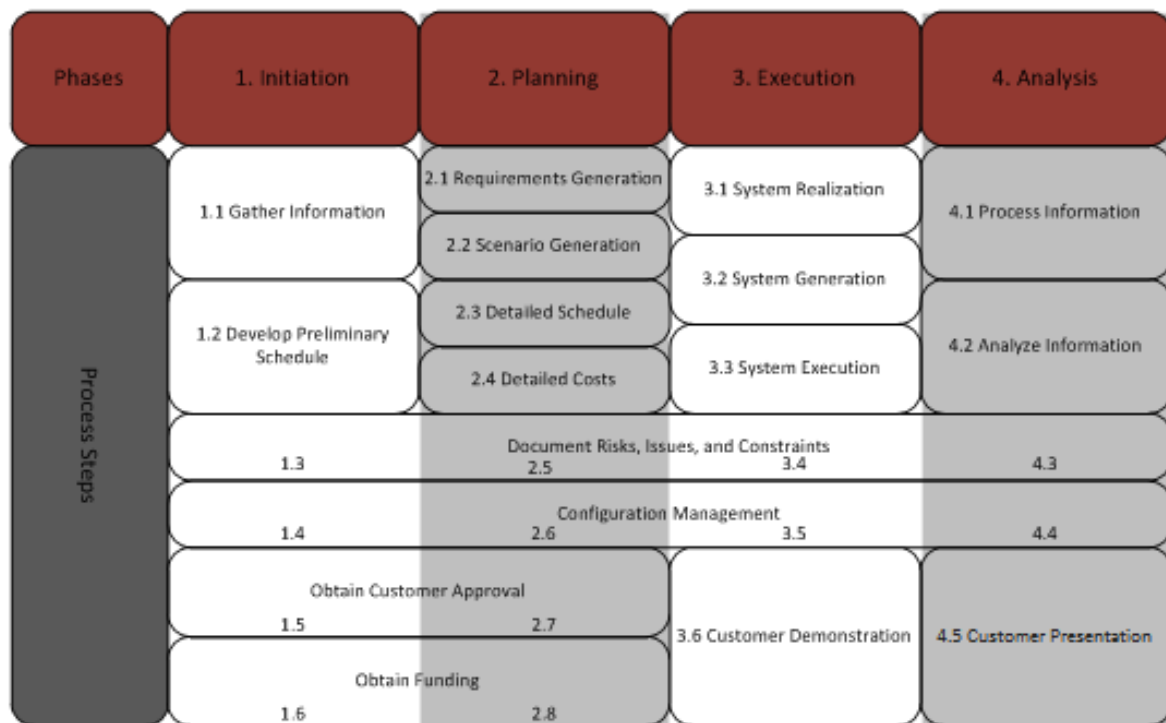 Phases
1. Initiation
2. Planning
3. Execution
4. Analysis
Process Steps
1.1 Gather Information
1.2 Develop Preliminary
Schedule
2.1 Requirements Generation
2.2 Scenario Generation
2.3 Detailed Schedule
2.4 Detailed Costs
3.1 System Realization
3.2 System Generation
3.3 System Execution
4.1 Process Information
4.2 Analyze Information
Document Risks, Issues, and Constraints
1.3 2.5 3.4 4.3
Configuration Management
1.4 2.6 3.5 4.4
Obtain Customer Approval
1.5 2.7
Obtain Funding
1.6 2.8
3.6 Customer Demonstration
4.5 Customer Presentation